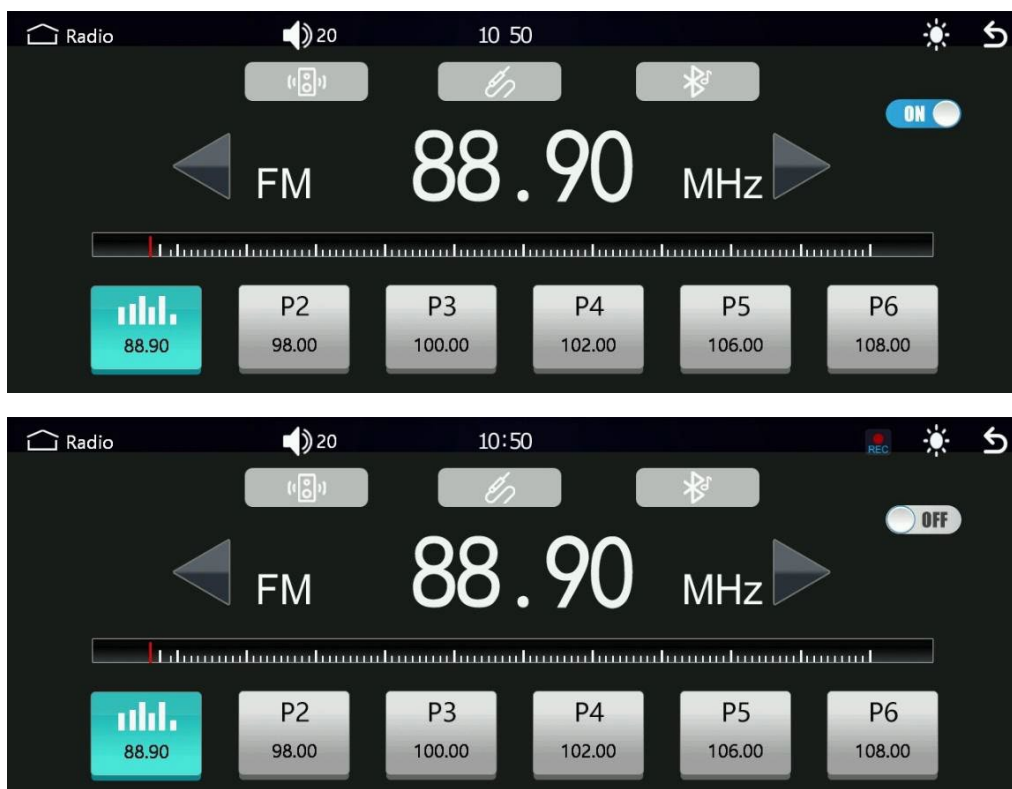 Radio 20 10 50
ON
FM 88.90 MHz
88.90 P2 98.00 P3 100.00 P4 102.00 P5 106.00 P6 108.00
Radio 20 10:50 REC
OFF
FM 88.90 MHz
88.90 P2 98.00 P3 100.00 P4 102.00 P5 106.00 P6 108.00